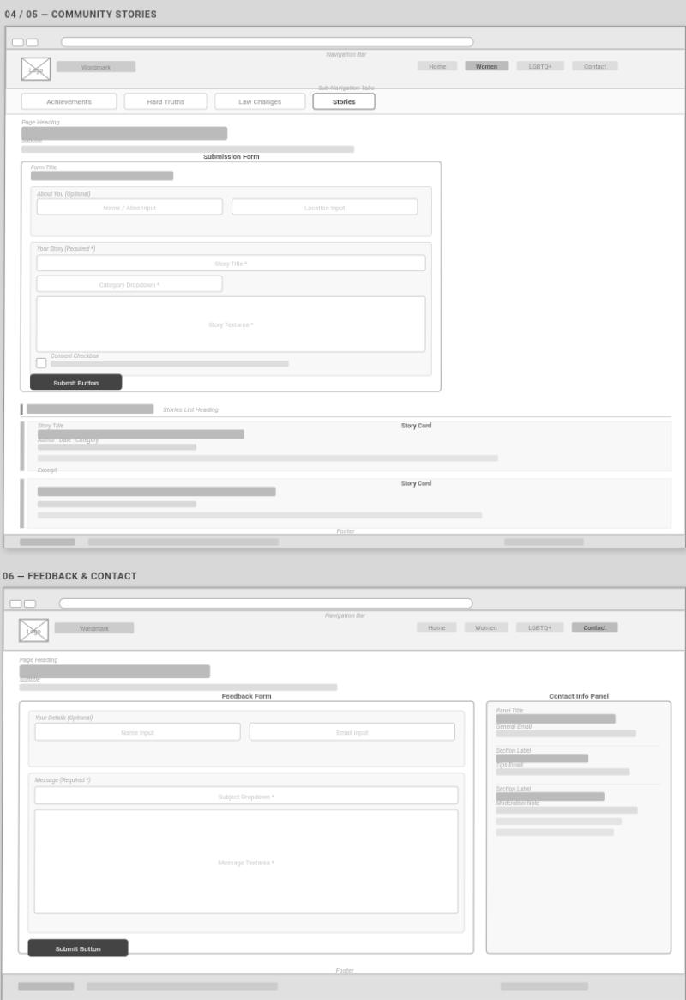 04 / 05 — COMMUNITY STORIES
Navigation Bar
Logo
Wordmark
Home
Women
LGBTQ+
Contact
Sub-Navigation Tabs
Achievements
Hard Truths
Law Changes
Stories
Page Heading
Subtitle
Submission Form
Form Title
About You (Optional)
Name / Alias Input
Location Input
Your Story (Required *)
Story Title *
Category Dropdown *
Story Textarea *
Consent Checkbox
Submit Button
Stories List Heading
Story Title
Story Card
Author · Date · Category
Excerpt
Story Card
Footer
06 — FEEDBACK & CONTACT
Navigation Bar
Logo
Wordmark
Home
Women
LGBTQ+
Contact
Page Heading
Subtitle
Feedback Form
Contact Info Panel
Your Details (Optional)
Name Input
Email Input
Message (Required *)
Subject Dropdown *
Message Textarea *
Submit Button
Panel Title
General Email
Section Label
Tips Email
Section Label
Moderation Note
Footer